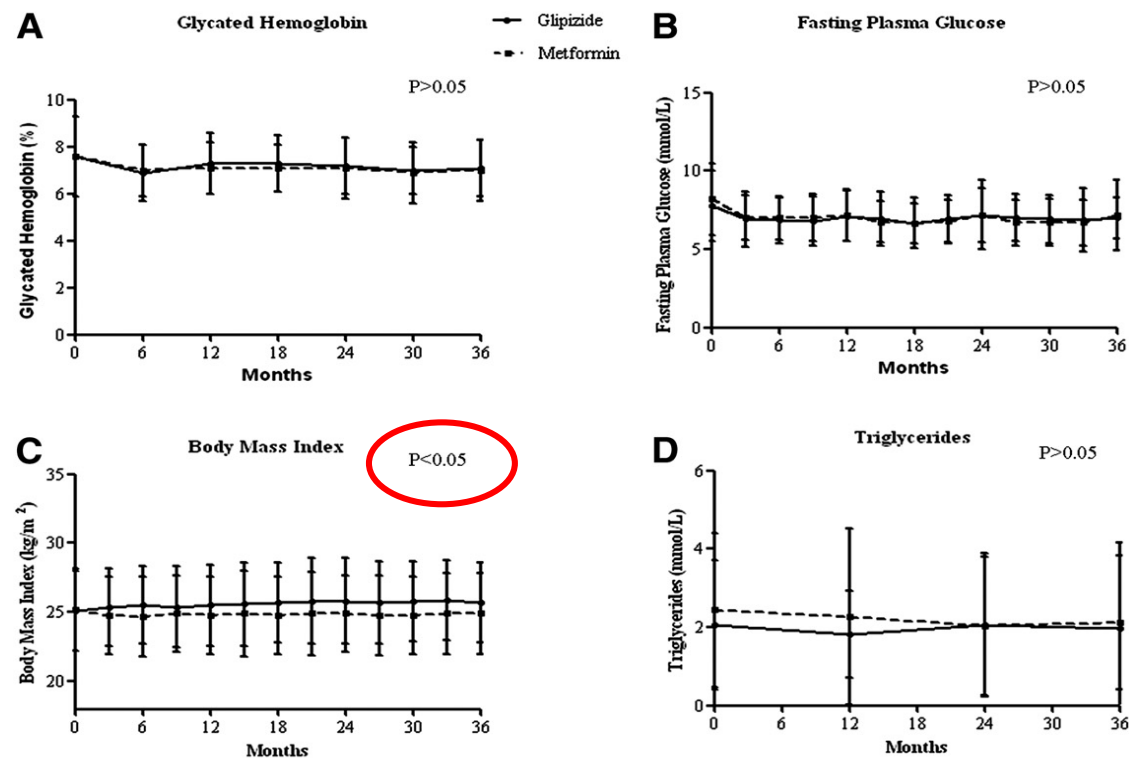 A
Glycated Hemoglobin
Glipizide
Metformin
P>0.05
Glycated Hemoglobin (%)
10
8
6
4
2
0
0 6 12 18 24 30 36
Months
B
Fasting Plasma Glucose
P>0.05
Fasting Plasma Glucose (mmol/L)
15
10
5
0
0 6 12 18 24 30 36
Months
C
Body Mass Index
P<0.05
Body Mass Index (kg/m²)
35
30
25
20
0 6 12 18 24 30 36
Months
D
Triglycerides
P>0.05
Triglycerides (mmol/L)
6
4
2
0
0 6 12 18 24 30 36
Months